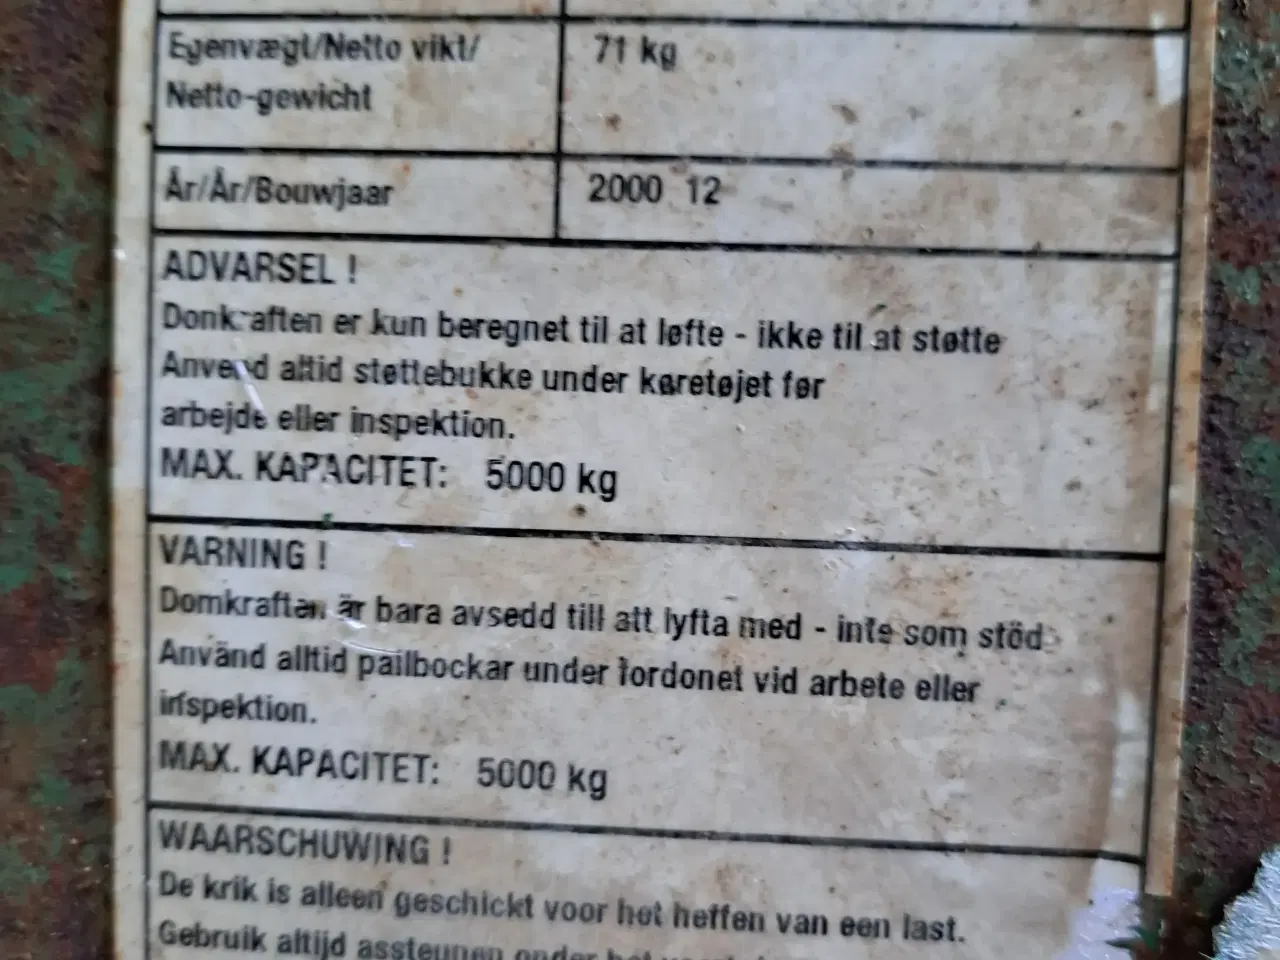 Egenvægt/Netto vikt/ 71 kg
Netto-gewicht
År/År/Bouwjaar 2000 12
ADVARSEL !
Donkraften er kun beregnet til at løfte - ikke til at støtte
Anvend altid støttebukke under køretøjet før
arbejde eller inspektion.
MAX. KAPACITET: 5000 kg
VARNING !
Domkraften är bara avsedd till att lyfta med - inte som stöd
Använd alltid pallbockar under fordonet vid arbete eller
inspektion.
MAX. KAPACITET: 5000 kg
WAARSCHUWING !
De krik is alleen geschickt voor het heffen van een last.
Gebruik altijd assteunen onder het